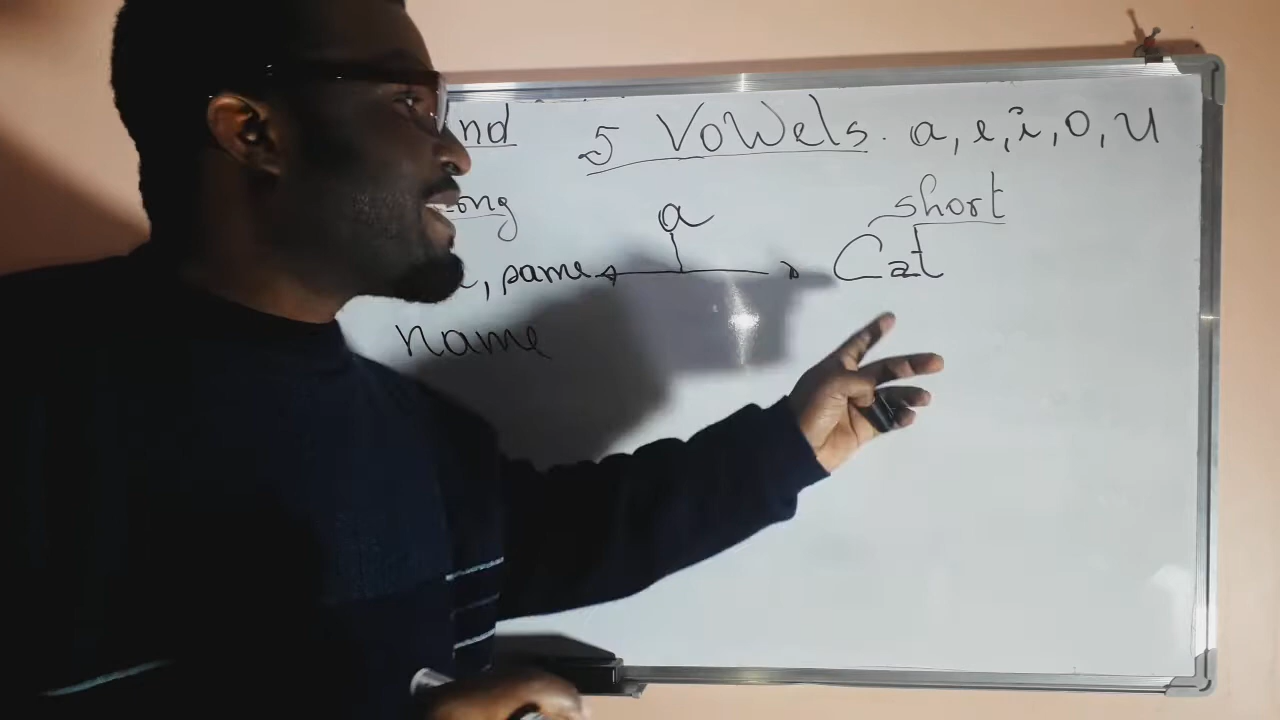 nd 5 Vowels. a, e, i, o, u
ong a short
, pame Cat
name